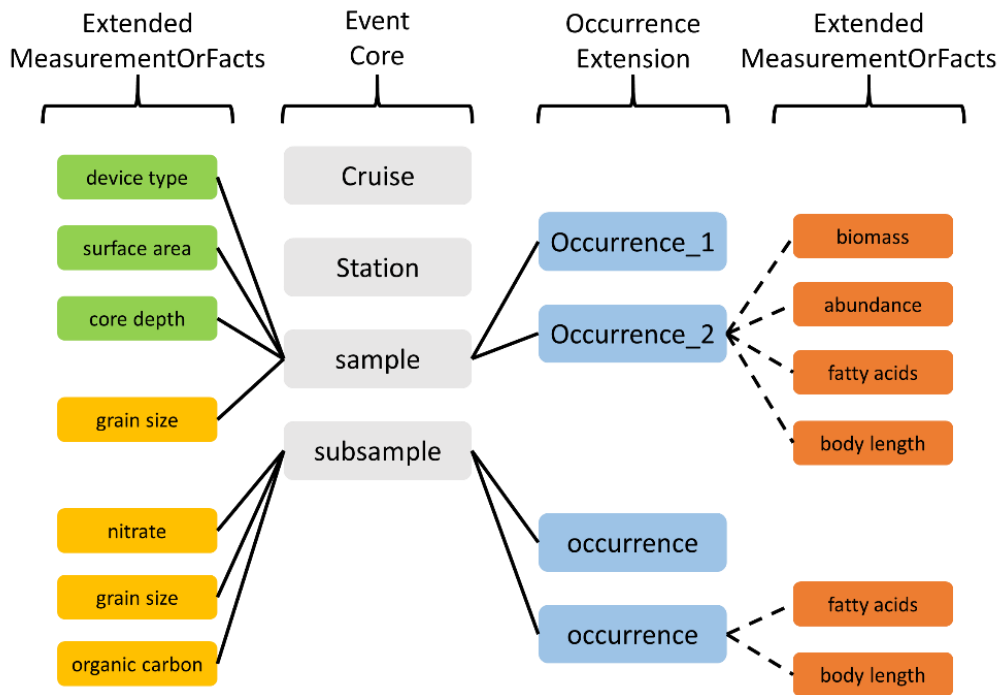 Extended
MeasurementOrFacts
Event
Core
Occurrence
Extension
Extended
MeasurementOrFacts
device type
surface area
core depth
grain size
nitrate
grain size
organic carbon
Cruise
Station
sample
subsample
Occurrence_1
Occurrence_2
occurrence
occurrence
biomass
abundance
fatty acids
body length
fatty acids
body length